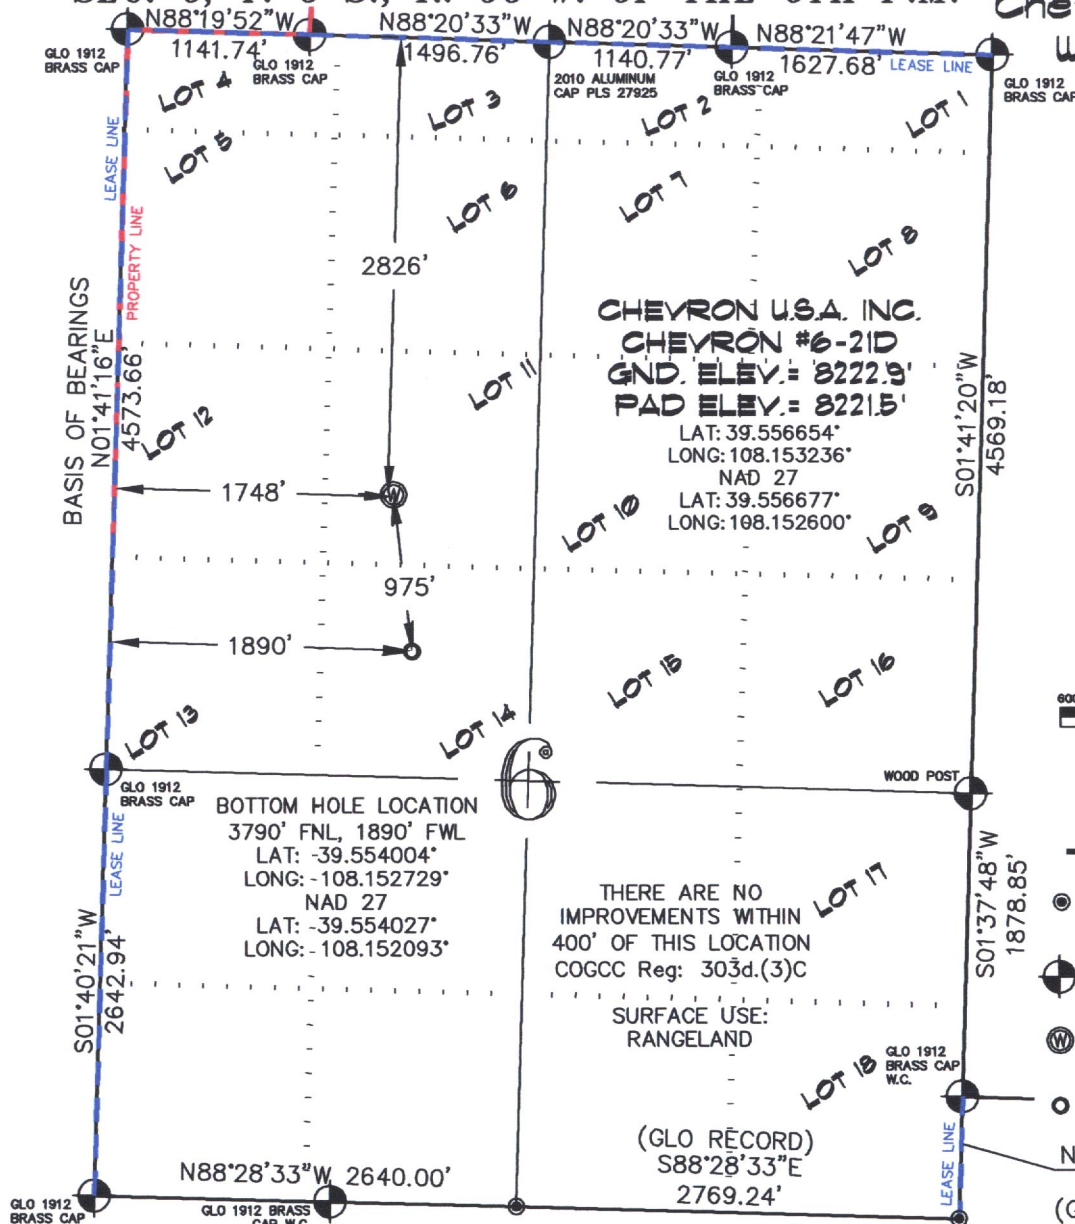 N88°19'52"W
N88°20'33"W
N88°20'33"W
N88°21'47"W
1141.74'
1496.76'
1140.77'
1627.68'
LEASE LINE
GLO 1912
BRASS CAP
GLO 1912
BRASS CAP
2010 ALUMINUM
CAP PLS 27925
GLO 1912
BRASS CAP
GLO 1912
BRASS CAP
LOT 4
LOT 3
LOT 2
LOT 1
LOT 5
LOT 6
LOT 7
LOT 8
LEASE LINE
PROPERTY LINE
2826'
BASIS OF BEARINGS
N01°41'16"E
4573.66'
CHEVRON U.S.A. INC.
CHEVRON #6-21D
GND. ELEV.= 8222.9'
PAD ELEV.= 8221.5'
LAT: 39.556654°
LONG: 108.153236°
NAD 27
LAT: 39.556677°
LONG: 108.152600°
S01°41'20"W
4569.18'
LOT 12
LOT 11
LOT 10
LOT 9
1748'
W
975'
1890'
LOT 13
LOT 14
LOT 15
LOT 16
6
GLO 1912
BRASS CAP
WOOD POST
BOTTOM HOLE LOCATION
3790' FNL, 1890' FWL
LAT: -39.554004°
LONG: -108.152729°
NAD 27
LAT: -39.554027°
LONG: -108.152093°
LEASE LINE
S01°40'21"W
2642.94'
THERE ARE NO
IMPROVEMENTS WITHIN
400' OF THIS LOCATION
COGCC Reg: 303d.(3)C
SURFACE USE:
RANGELAND
LOT 17
S01°37'48"W
1878.85'
W
LOT 18
GLO 1912
BRASS CAP
W.C.
LEASE LINE
(GLO RECORD)
S88°28'33"E
2769.24'
N88°28'33"W 2640.00'
GLO 1912
BRASS CAP
GLO 1912 BRASS
CAP W.C.